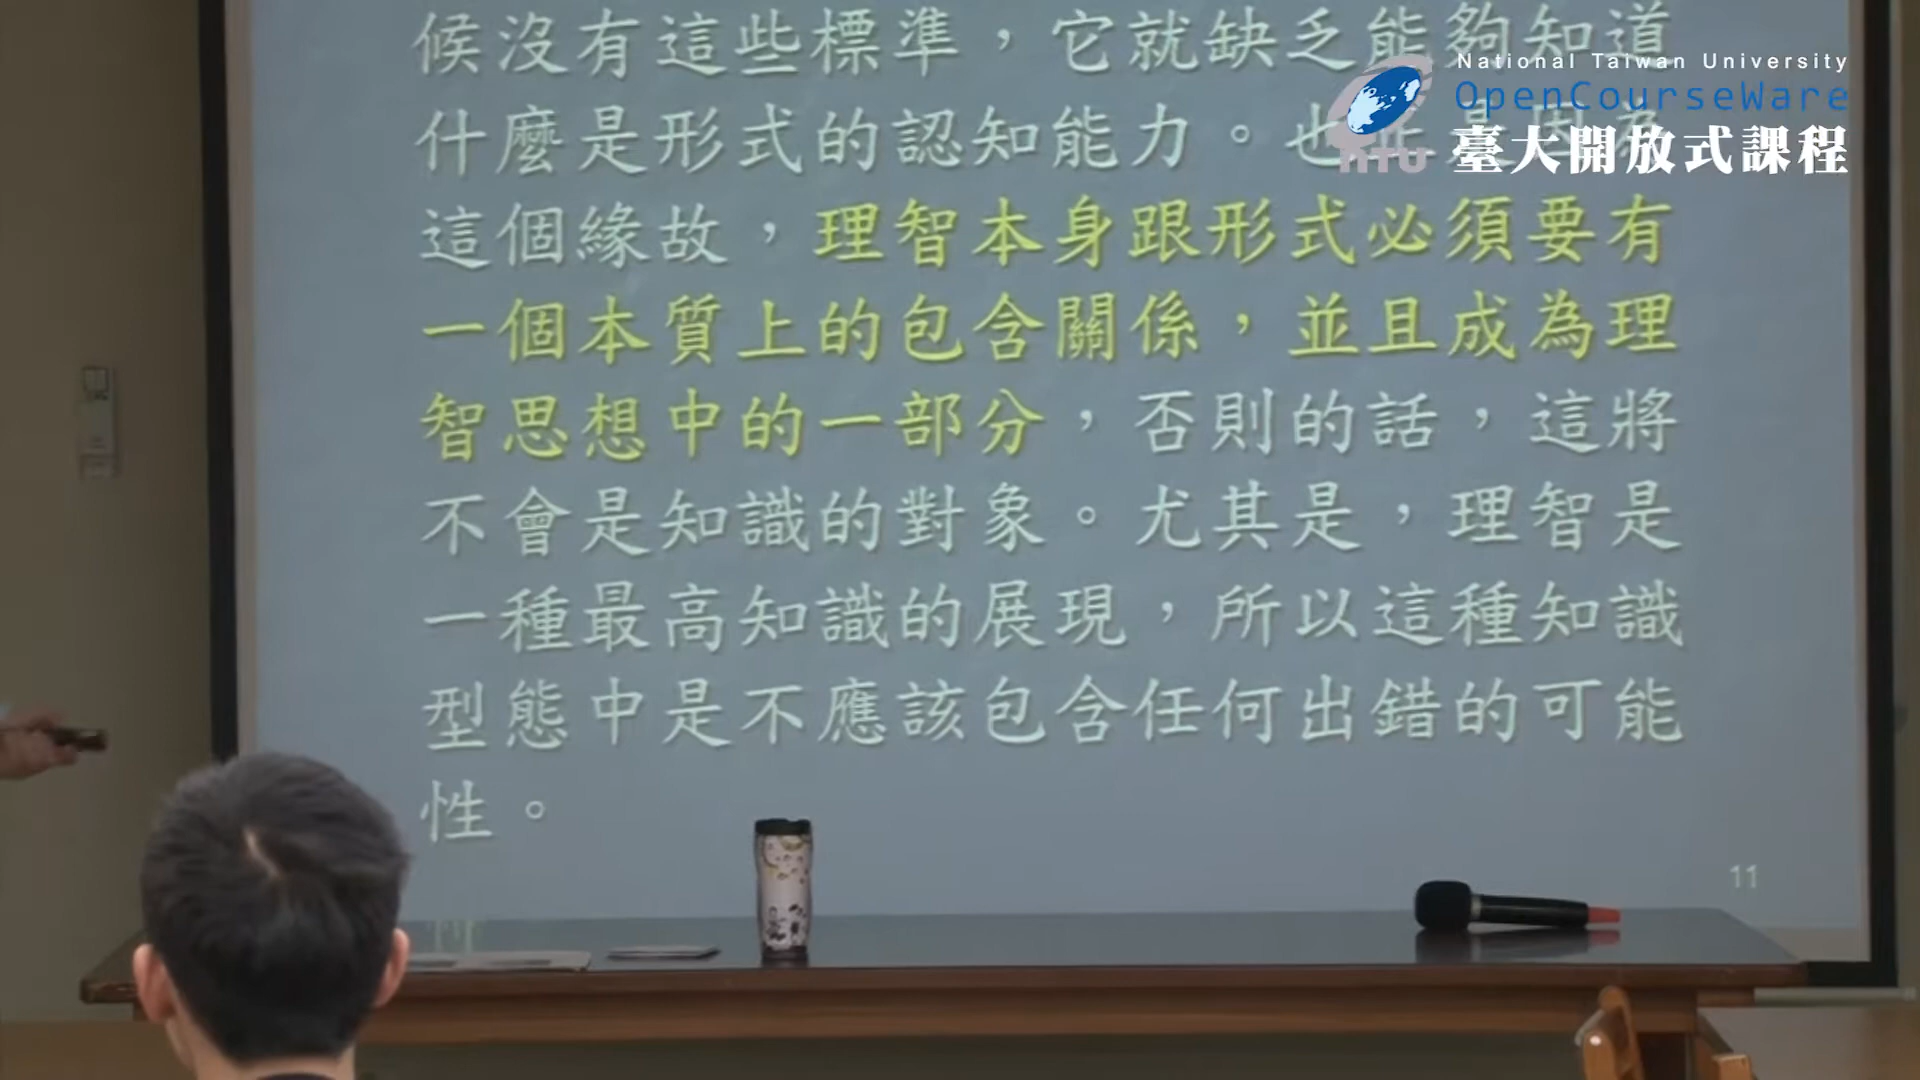 候沒有這些標準，它就缺乏能夠知道
什麼是形式的認知能力。也
這個緣故，理智本身跟形式必須要有
一個本質上的包含關係，並且成為理
智思想中的一部分，否則的話，這將
不會是知識的對象。尤其是，理智是
一種最高知識的展現，所以這種知識
型態中是不應該包含任何出錯的可能
性。
11
National Taiwan University
OpenCourseWare
臺大開放式課程
NTU